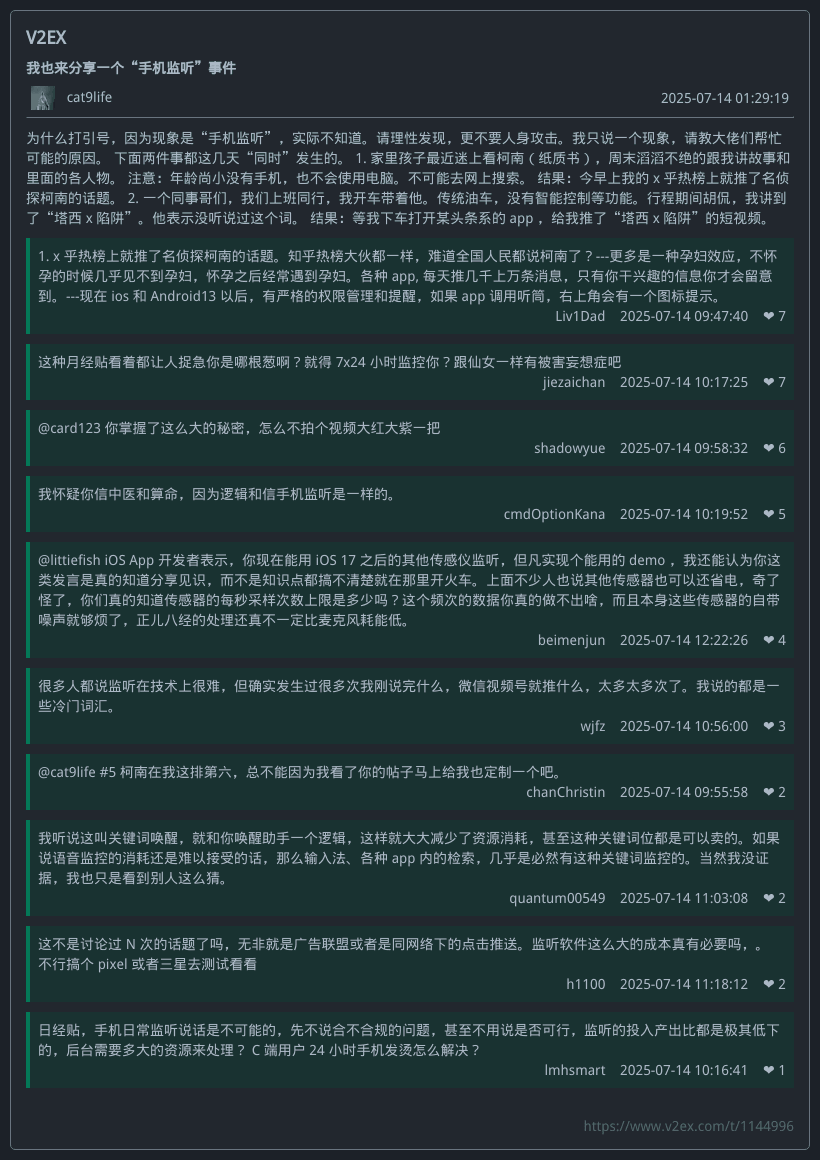 V2EX
我也来分享一个“手机监听”事件
cat9life 2025-07-14 01:29:19
为什么打引号，因为现象是“手机监听”，实际不知道。请理性发现，更不要人身攻击。我只说一个现象，请教大佬们帮忙
可能的原因。 下面两件事都这几天“同时”发生的。 1. 家里孩子最近迷上看柯南（纸质书），周末滔滔不绝的跟我讲故事和
里面的各人物。 注意：年龄尚小没有手机，也不会使用电脑。不可能去网上搜索。 结果：今早上我的 x 乎热榜上就推了名侦
探柯南的话题。 2. 一个同事哥们，我们上班同行，我开车带着他。传统油车，没有智能控制等功能。行程期间胡侃，我讲到
了“塔西 x 陷阱”。他表示没听说过这个词。 结果：等我下车打开某头条系的 app ，给我推了“塔西 x 陷阱”的短视频。
1. x 乎热榜上就推了名侦探柯南的话题。知乎热榜大伙都一样，难道全国人民都说柯南了？---更多是一种孕妇效应，不怀
孕的时候几乎见不到孕妇，怀孕之后经常遇到孕妇。各种 app, 每天推几千上万条消息，只有你干兴趣的信息你才会留意
到。---现在 ios 和 Android13 以后，有严格的权限管理和提醒，如果 app 调用听筒，右上角会有一个图标提示。
Liv1Dad 2025-07-14 09:47:40 ❤ 7
这种月经贴看着都让人捉急你是哪根葱啊？就得 7x24 小时监控你？跟仙女一样有被害妄想症吧
jiezaichan 2025-07-14 10:17:25 ❤ 7
@card123 你掌握了这么大的秘密，怎么不拍个视频大红大紫一把
shadowyue 2025-07-14 09:58:32 ❤ 6
我怀疑你信中医和算命，因为逻辑和信手机监听是一样的。
cmdOptionKana 2025-07-14 10:19:52 ❤ 5
@littiefish iOS App 开发者表示，你现在能用 iOS 17 之后的其他传感仪监听，但凡实现个能用的 demo ，我还能认为你这
类发言是真的知道分享见识，而不是知识点都搞不清楚就在那里开火车。上面不少人也说其他传感器也可以还省电，奇了
怪了，你们真的知道传感器的每秒采样次数上限是多少吗？这个频次的数据你真的做不出啥，而且本身这些传感器的自带
噪声就够烦了，正儿八经的处理还真不一定比麦克风耗能低。
beimenjun 2025-07-14 12:22:26 ❤ 4
很多人都说监听在技术上很难，但确实发生过很多次我刚说完什么，微信视频号就推什么，太多太多次了。我说的都是一
些冷门词汇。
wjfz 2025-07-14 10:56:00 ❤ 3
@cat9life #5 柯南在我这排第六，总不能因为我看了你的帖子马上给我也定制一个吧。
chanChristin 2025-07-14 09:55:58 ❤ 2
我听说这叫关键词唤醒，就和你唤醒助手一个逻辑，这样就大大减少了资源消耗，甚至这种关键词位都是可以卖的。如果
说语音监控的消耗还是难以接受的话，那么输入法、各种 app 内的检索，几乎是必然有这种关键词监控的。当然我没证
据，我也只是看到别人这么猜。
quantum00549 2025-07-14 11:03:08 ❤ 2
这不是讨论过 N 次的话题了吗，无非就是广告联盟或者是同网络下的点击推送。监听软件这么大的成本真有必要吗，。
不行搞个 pixel 或者三星去测试看看
h1100 2025-07-14 11:18:12 ❤ 2
日经贴，手机日常监听说话是不可能的，先不说合不合规的问题，甚至不用说是否可行，监听的投入产出比都是极其低下
的，后台需要多大的资源来处理？ C 端用户 24 小时手机发烫怎么解决？
lmhsmart 2025-07-14 10:16:41 ❤ 1
https://www.v2ex.com/t/1144996